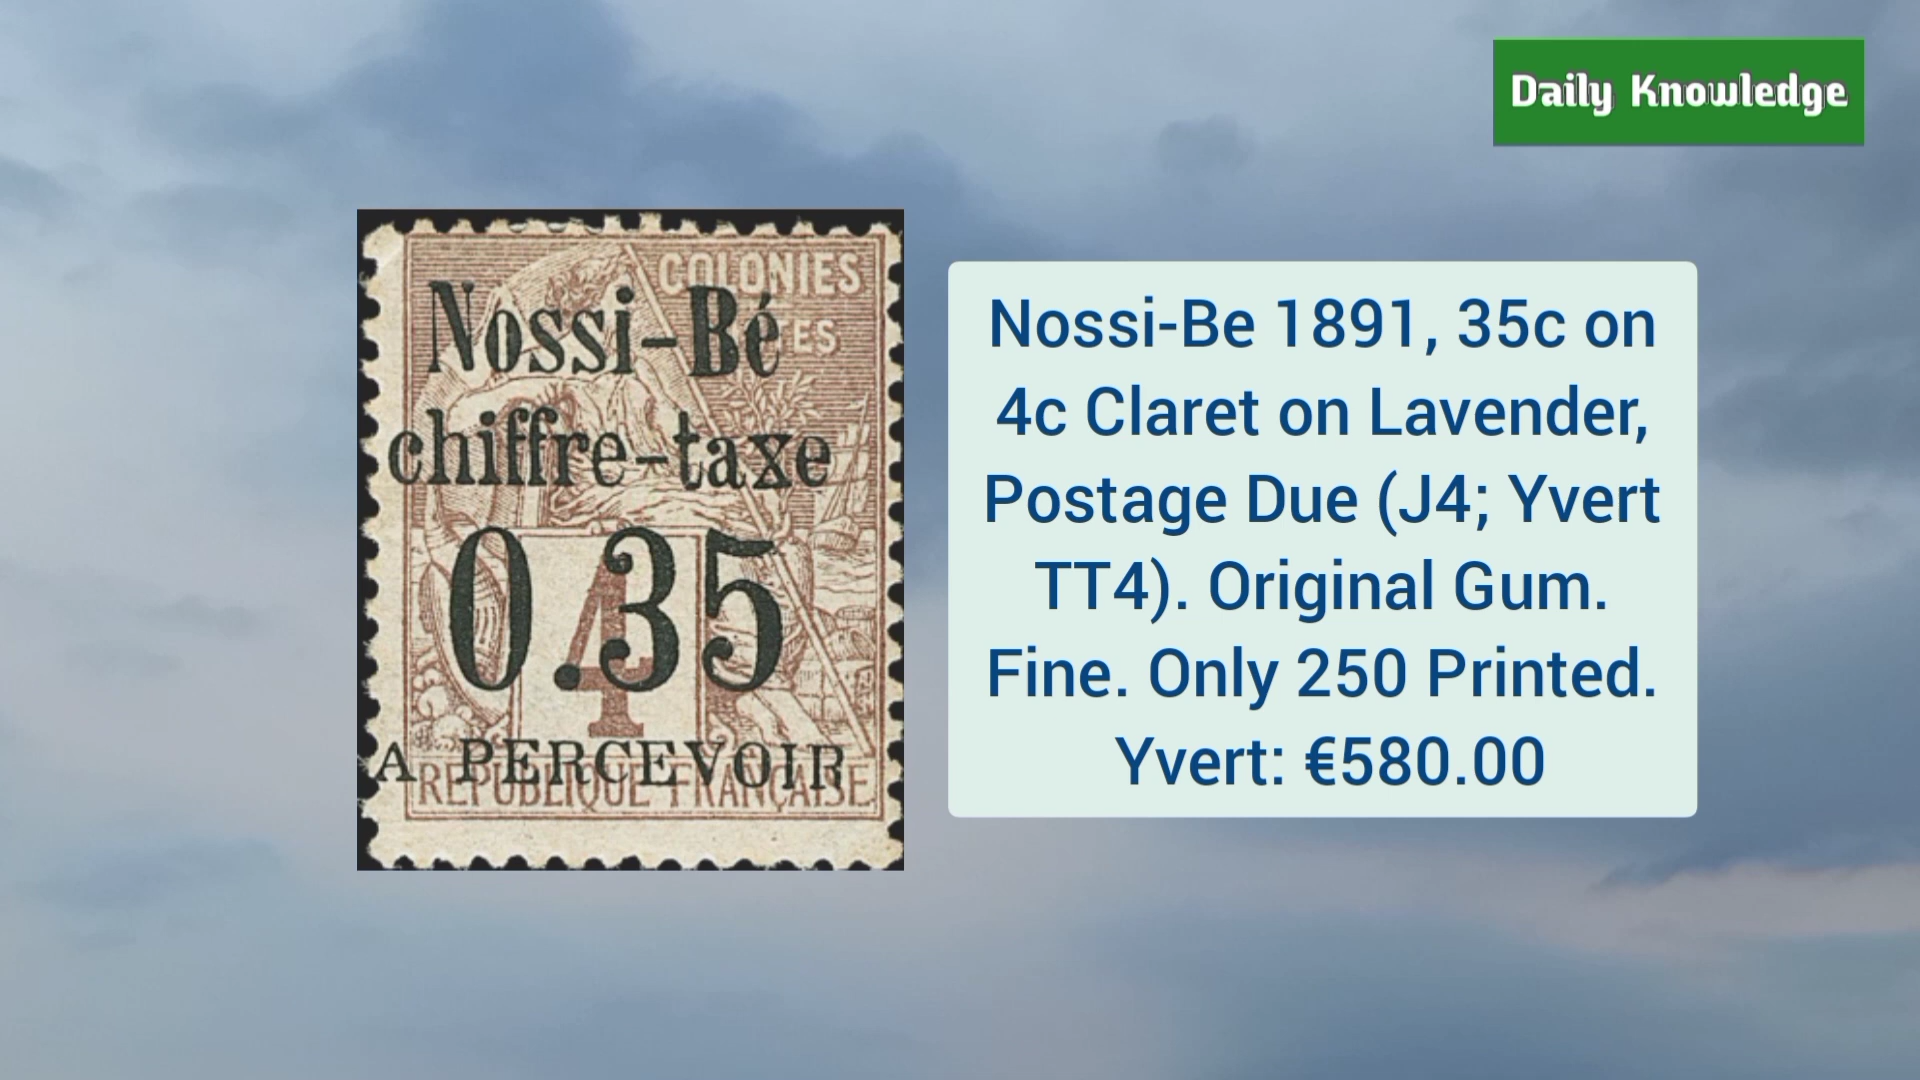 Daily Knowledge
COLONIES
Nossi-Bé
chiffre-taxe
0.35
4
A PERCEVOIR
REPUBLIQUE FRANÇAISE
Nossi-Be 1891, 35c on
4c Claret on Lavender,
Postage Due (J4; Yvert
TT4). Original Gum.
Fine. Only 250 Printed.
Yvert: €580.00